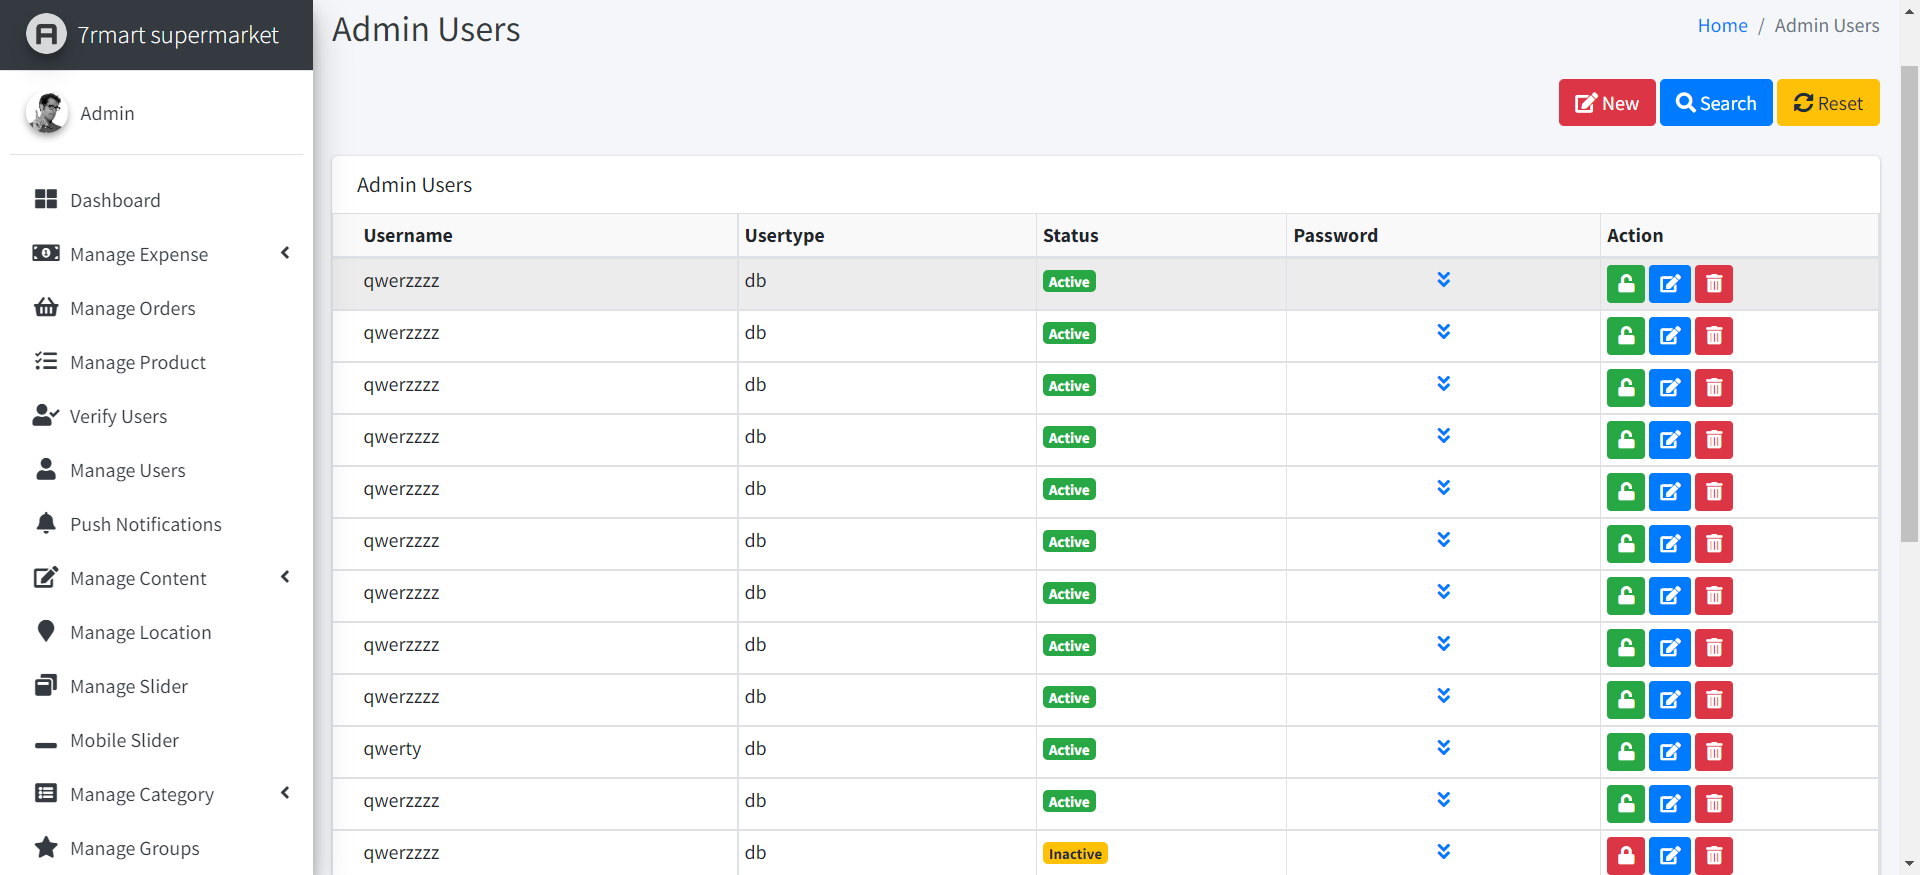 7rmart supermarket
Admin
Dashboard
Manage Expense
Manage Orders
Manage Product
Verify Users
Manage Users
Push Notifications
Manage Content
Manage Location
Manage Slider
Mobile Slider
Manage Category
Manage Groups
Admin Users
Home / Admin Users
New Search Reset
Admin Users
Username Usertype Status Password Action
qwerzzzz db Active
qwerzzzz db Active
qwerzzzz db Active
qwerzzzz db Active
qwerzzzz db Active
qwerzzzz db Active
qwerzzzz db Active
qwerzzzz db Active
qwerzzzz db Active
qwerty db Active
qwerzzzz db Active
qwerzzzz db Inactive